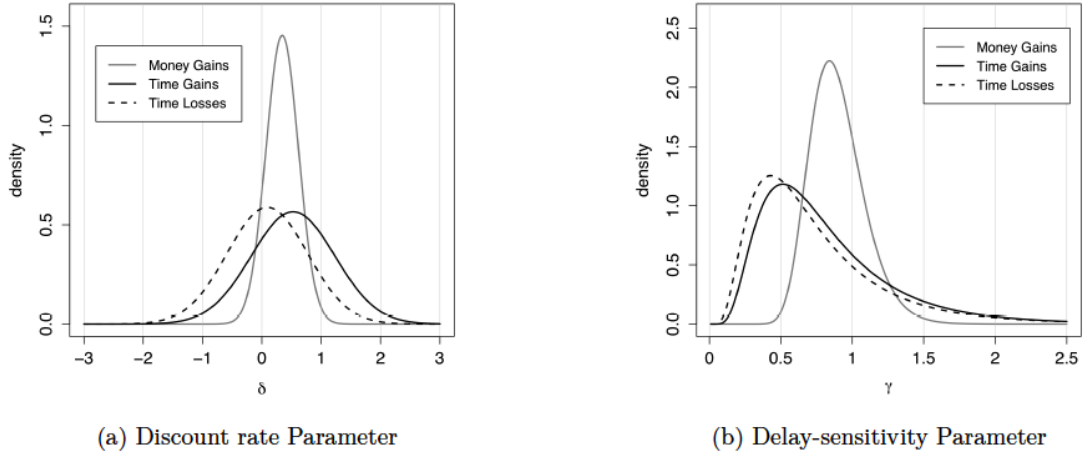 1.5
1.0
0.5
0.0
density
Money Gains
Time Gains
Time Losses
−3 −2 −1 0 1 2 3
δ
(a) Discount rate Parameter
2.5
2.0
1.5
1.0
0.5
0.0
density
Money Gains
Time Gains
Time Losses
0 0.5 1 1.5 2 2.5
γ
(b) Delay-sensitivity Parameter